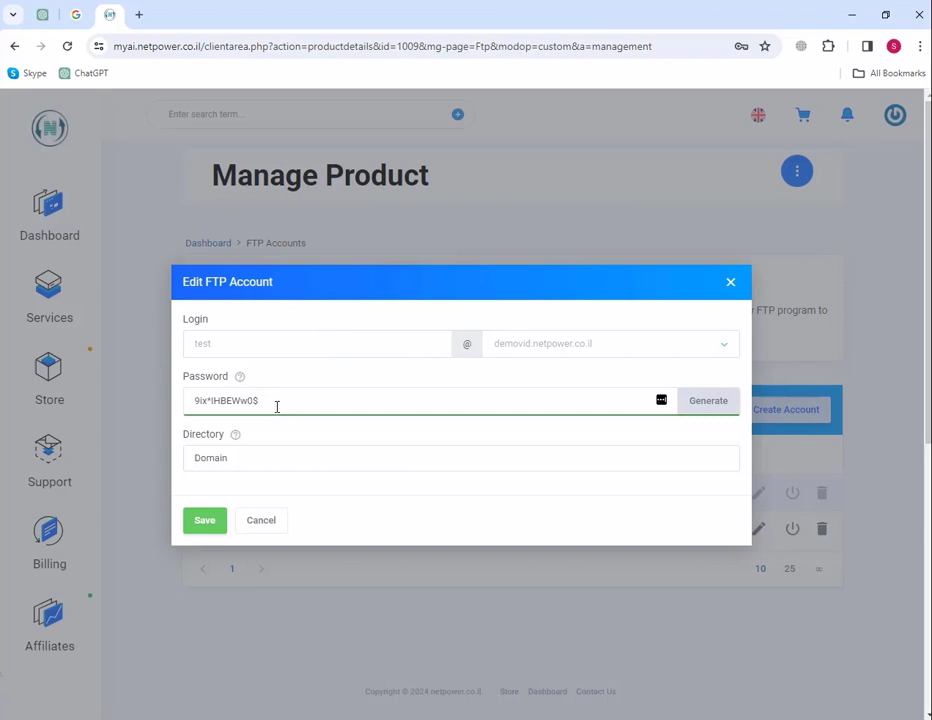 myai.netpower.co.il/clientarea.php?action=productdetails&id=1009&mg-page=Ftp&modop=custom&a=management
S
Skype
ChatGPT
All Bookmarks
Enter search term...
Manage Product
Dashboard
Dashboard > FTP Accounts
Edit FTP Account
Services
Login
FTP program to
test
@
demovid.netpower.co.il
Password
Store
9ix*IHBEWw0$
Generate
Create Account
Directory
Domain
Support
Save
Cancel
Billing
1
10
25
∞
Affiliates
Copyright © 2024 netpower.co.il.
Store
Dashboard
Contact Us